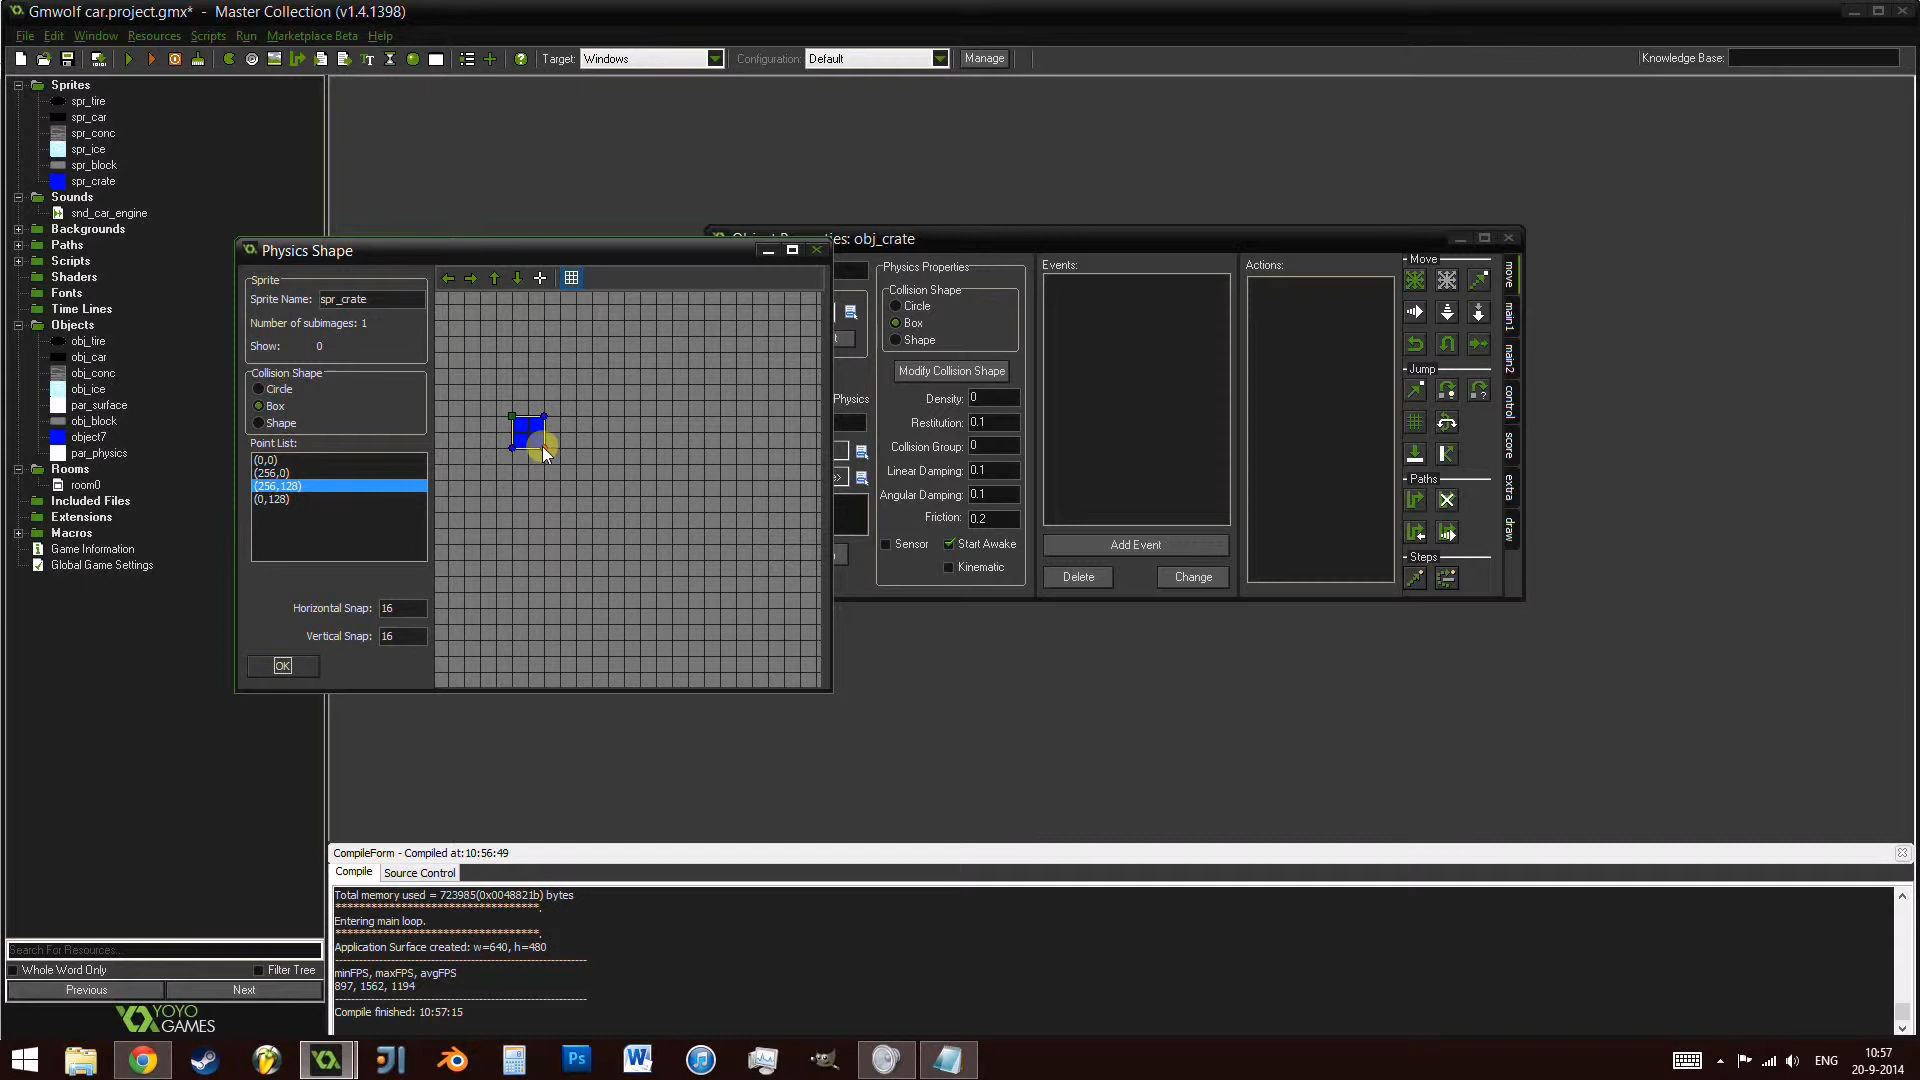 Gmwolf car.project.gmx* - Master Collection (v1.4.1398)
File Edit Window Resources Scripts Run Marketplace Beta Help
Target: Windows Configuration: Default Manage Knowledge Base:
Sprites
spr_tire
spr_car
spr_conc
spr_ice
spr_block
spr_crate
Sounds
snd_car_engine
Backgrounds
Paths
Scripts
Shaders
Fonts
Time Lines
Objects
obj_tire
obj_car
obj_conc
obj_ice
par_surface
obj_block
object7
par_physics
Rooms
room0
Included Files
Extensions
Macros
Game Information
Global Game Settings
Search For Resources...
Whole Word Only Filter Tree
Previous Next
YOYO
GAMES
Physics Shape
Sprite
Sprite Name: spr_crate
Number of subimages: 1
Show: 0
Collision Shape
Circle
Box
Shape
Point List:
(0,0)
(256,0)
(256,128)
(0,128)
Horizontal Snap: 16
Vertical Snap: 16
OK
es: obj_crate
Physics
Physics Properties
Collision Shape
Circle
Box
Shape
Modify Collision Shape
Density: 0
Restitution: 0.1
Collision Group: 0
Linear Damping: 0.1
Angular Damping: 0.1
Friction: 0.2
Sensor Start Awake
Kinematic
Events:
Add Event
Delete Change
Actions:
Move
Jump
Paths
Steps
move
main1
main2
control
score
extra
draw
CompileForm - Compiled at:10:56:49
Compile Source Control
Total memory used = 723985(0x0048821b) bytes
**********************************.
Entering main loop.
**********************************.
Application Surface created: w=640, h=480
minFPS, maxFPS, avgFPS
897, 1562, 1194
Compile finished: 10:57:15
Ps
W
ENG
10:57
20-9-2014